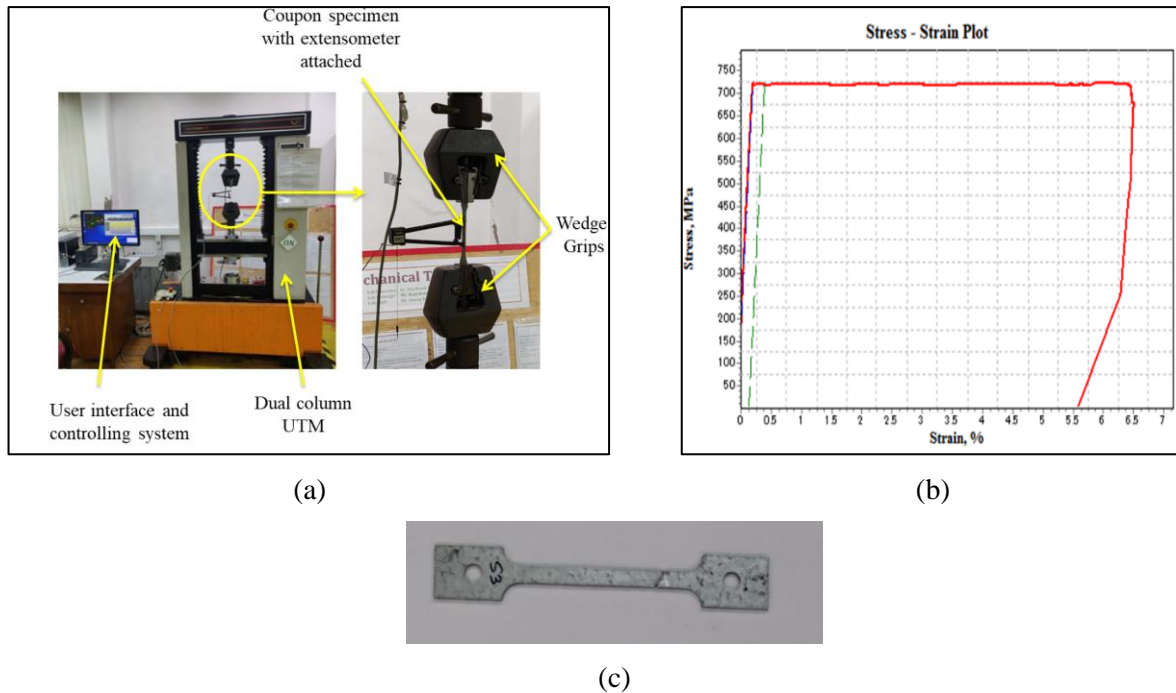 Coupon specimen
with extensometer
attached
Wedge
Grips
ON
chanical T
User interface and
controlling system
Dual column
UTM
(a)
Stress - Strain Plot
Stress, MPa
750
700
650
600
550
500
450
400
350
300
250
200
150
100
50
0 0.5 1 1.5 2 2.5 3 3.5 4 4.5 5 5.5 6 6.5 7
Strain, %
(b)
S3
(c)